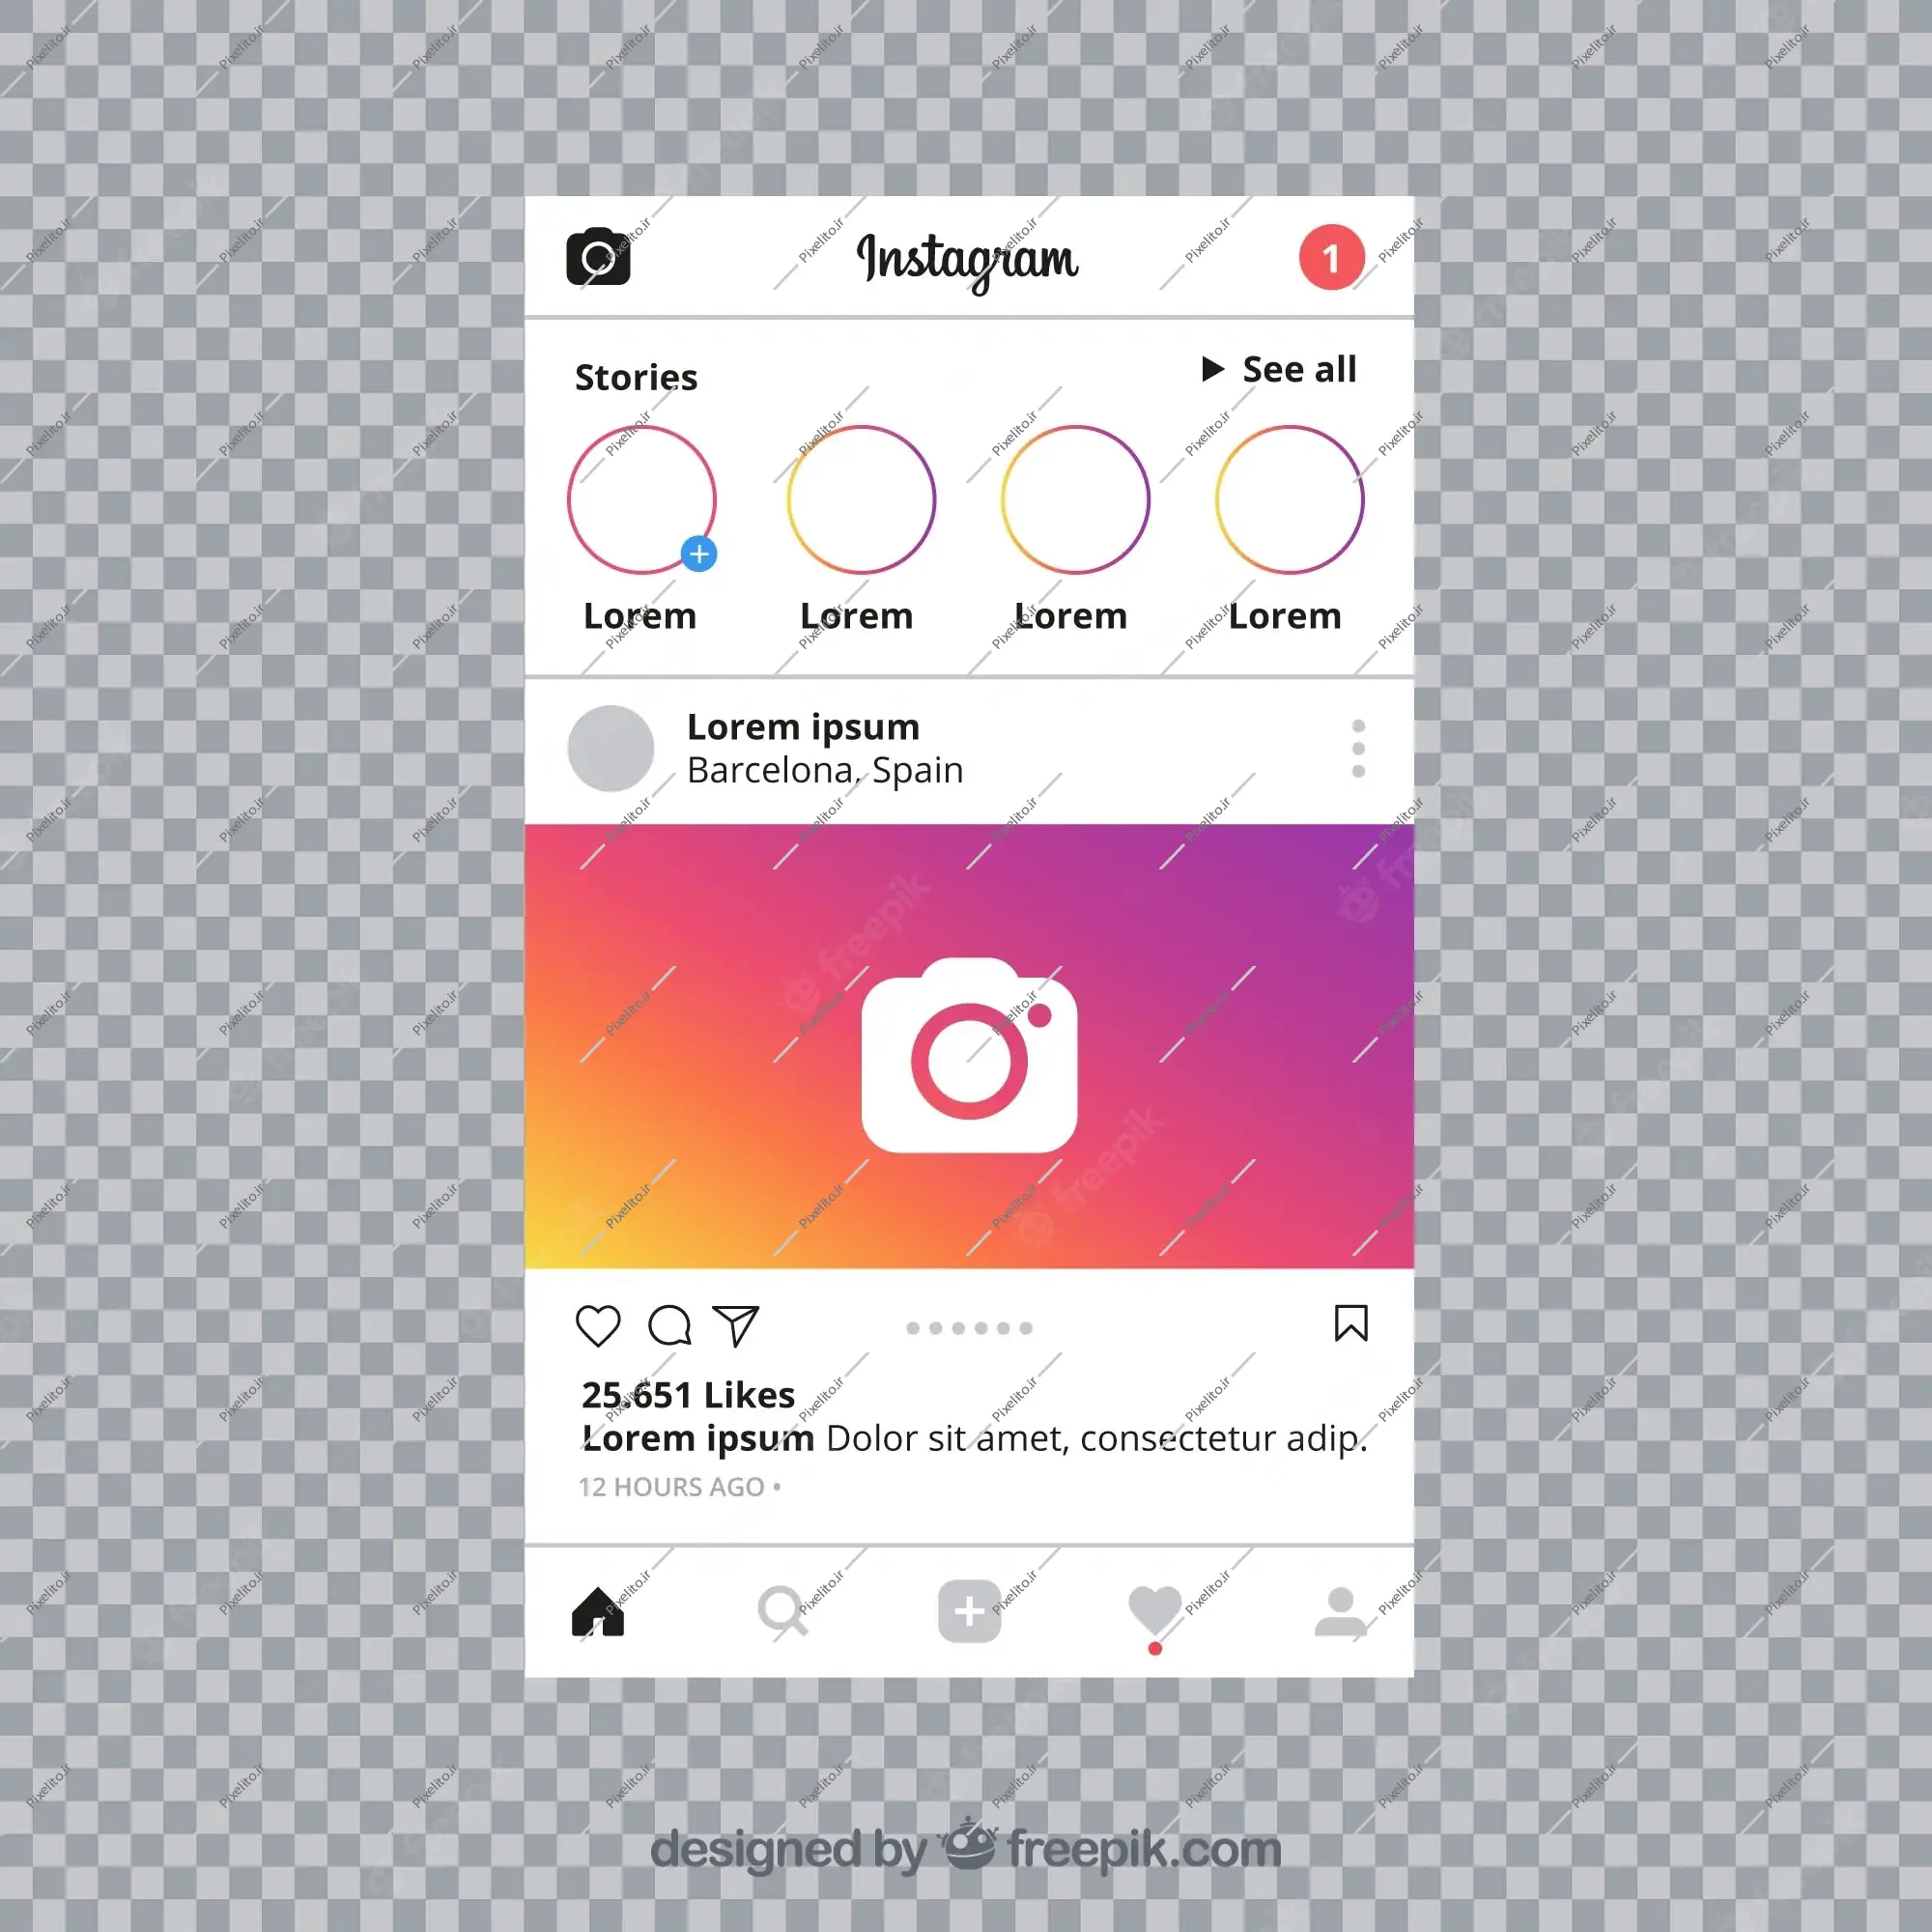 Instagram
1
Stories
See all
Lorem
Lorem
Lorem
Lorem
Lorem ipsum
Barcelona, Spain
freepik
freepik
25.651 Likes
Lorem ipsum Dolor sit amet, consectetur adip.
12 HOURS AGO •
designed by freepik.com
Pixelito.ir